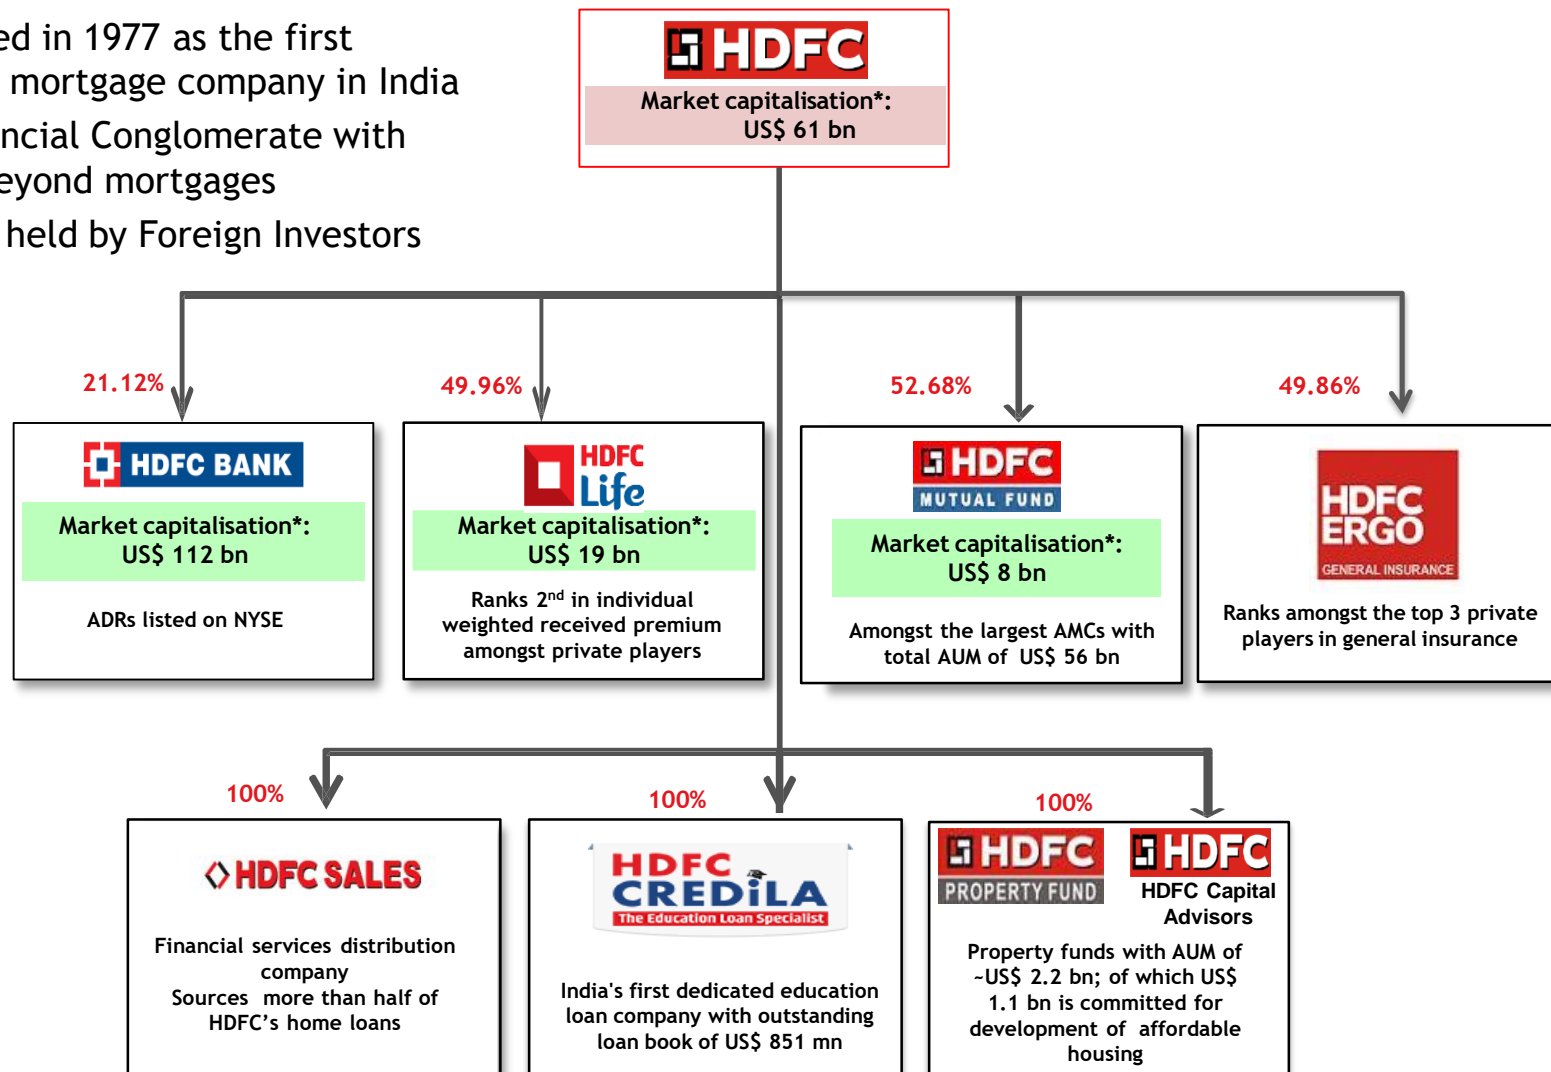 ed in 1977 as the first
mortgage company in India
ncial Conglomerate with
eyond mortgages
held by Foreign Investors
HDFC
Market capitalisation*:
US$ 61 bn
21.12%
49.96%
52.68%
49.86%
HDFC BANK
Market capitalisation*:
US$ 112 bn
ADRs listed on NYSE
HDFC
Life
Market capitalisation*:
US$ 19 bn
Ranks 2nd in individual
weighted received premium
amongst private players
HDFC
MUTUAL FUND
Market capitalisation*:
US$ 8 bn
Amongst the largest AMCs with
total AUM of US$ 56 bn
HDFC
ERGO
GENERAL INSURANCE
Ranks amongst the top 3 private
players in general insurance
100%
100%
100%
HDFC SALES
Financial services distribution
company
Sources more than half of
HDFC’s home loans
HDFC
CREDiLA
The Education Loan Specialist
India's first dedicated education
loan company with outstanding
loan book of US$ 851 mn
HDFC
PROPERTY FUND
HDFC
HDFC Capital
Advisors
Property funds with AUM of
~US$ 2.2 bn; of which US$
1.1 bn is committed for
development of affordable
housing